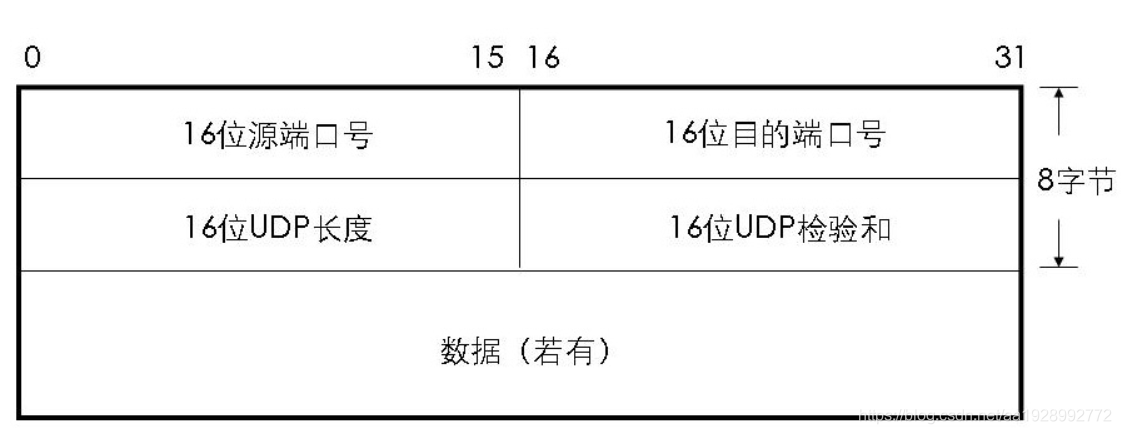 0 15 16 31
16位源端口号 16位目的端口号
8字节
16位UDP长度 16位UDP检验和
数据（若有）
https://blog.csdn.net/aa1928992772